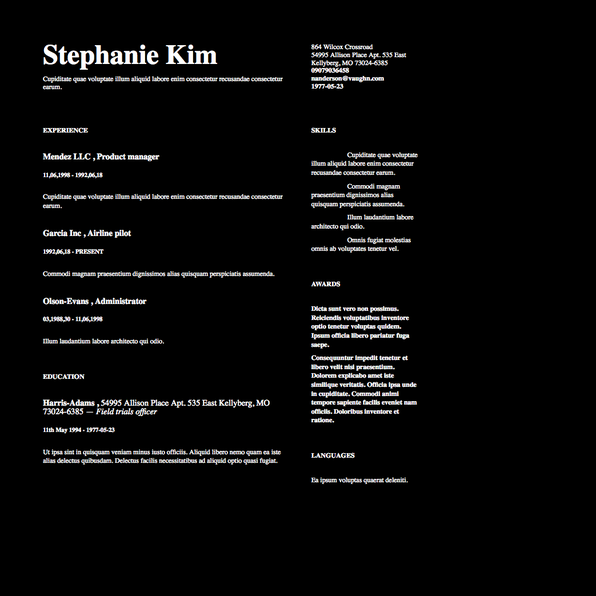 Stephanie Kim
Cupiditate quae voluptate illum aliquid labore enim consectetur recusandae consectetur
earum.
EXPERIENCE
Mendez LLC , Product manager
11,06,1998 - 1992,06,18
Cupiditate quae voluptate illum aliquid labore enim consectetur recusandae consectetur
earum.
Garcia Inc , Airline pilot
1992,06,18 - PRESENT
Commodi magnam praesentium dignissimos alias quisquam perspiciatis assumenda.
Olson-Evans , Administrator
03,1988,30 - 11,06,1998
Illum laudantium labore architecto qui odio.
EDUCATION
Harris-Adams , 54995 Allison Place Apt. 535 East Kellyberg, MO
73024-6385 — Field trials officer
11th May 1994 - 1977-05-23
Ut ipsa sint in quisquam veniam minus iusto officiis. Aliquid libero nemo quam ea iste
alias delectus quibusdam. Delectus facilis necessitatibus ad aliquid optio quasi fugiat.
864 Wilcox Crossroad
54995 Allison Place Apt. 535 East
Kellyberg, MO 73024-6385
09079036458
nanderson@vaughn.com
1977-05-23
SKILLS
Cupiditate quae voluptate
illum aliquid labore enim consectetur
recusandae consectetur earum.
Commodi magnam
praesentium dignissimos alias
quisquam perspiciatis assumenda.
Illum laudantium labore
architecto qui odio.
Omnis fugiat molestias
omnis ab voluptates tenetur vel.
AWARDS
Dicta sunt vero non possimus.
Reiciendis voluptatibus inventore
optio tenetur voluptas quidem.
Ipsum officia libero pariatur fuga
saepe.
Consequuntur impedit tenetur et
libero velit nisi praesentium.
Dolorem explicabo amet iste
similique veritatis. Officia ipsa unde
in cupiditate. Commodi animi
tempore sapiente facilis eveniet nam
officiis. Doloribus inventore et
ratione.
LANGUAGES
Ea ipsum voluptas quaerat deleniti.